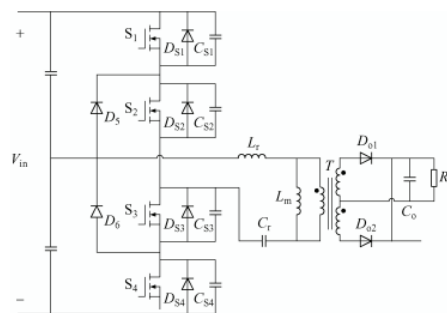 +
S1
DS1
CS1
S2
DS2
CS2
D5
Vin
Lr
T
Do1
Lm
Co
R
D6
S3
DS3
CS3
Cr
Do2
S4
DS4
CS4
−